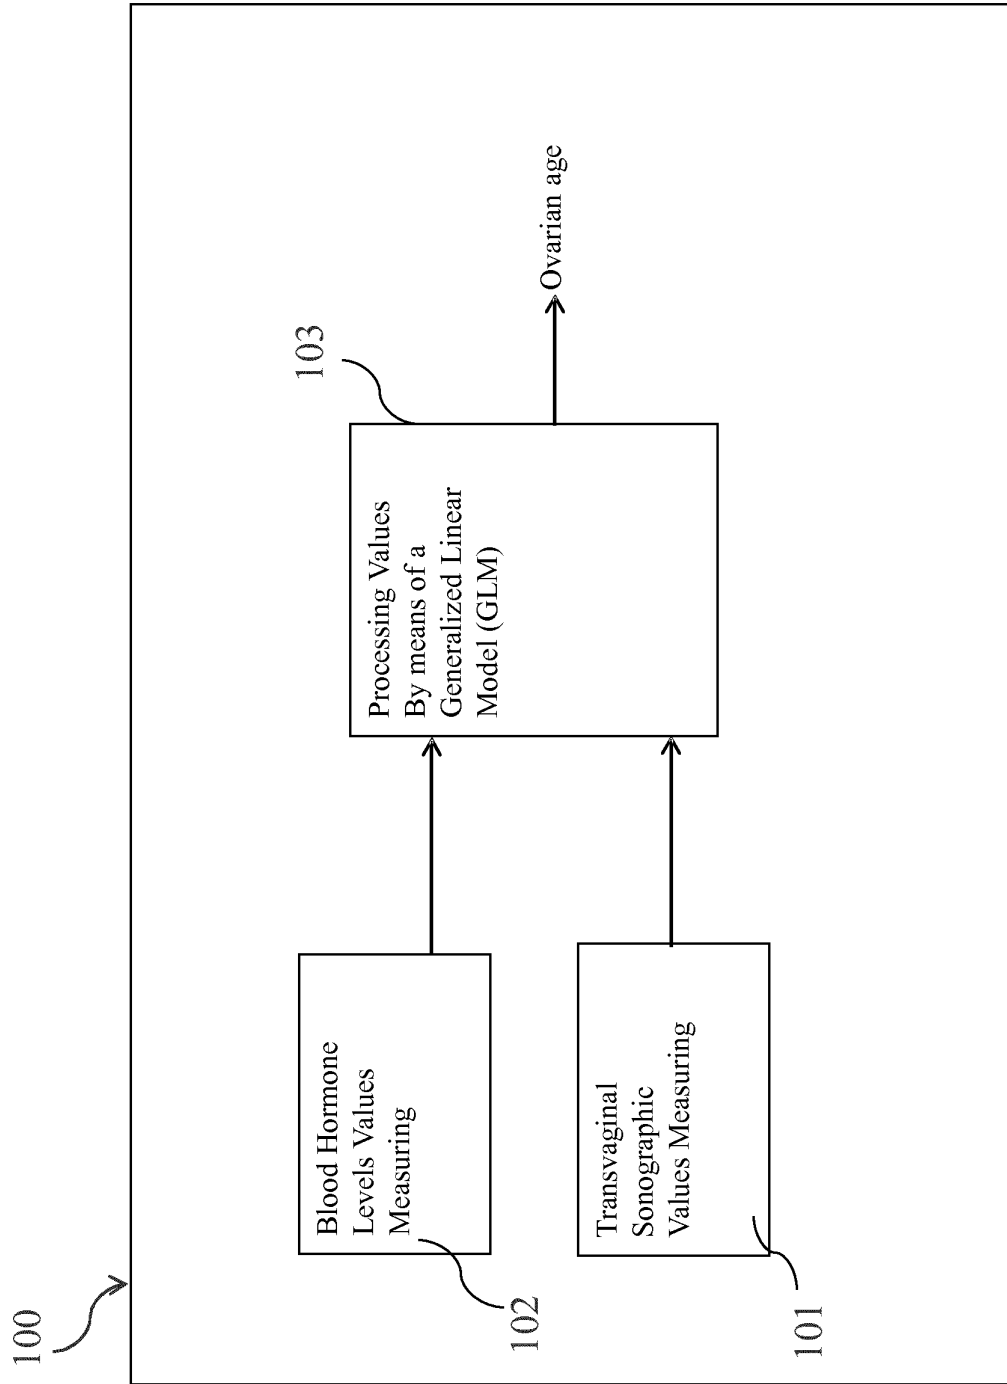 100
Blood Hormone
Levels Values
Measuring
102
Transvaginal
Sonographic
Values Measuring
101
Processing Values
By means of a
Generalized Linear
Model (GLM)
103
Ovarian age